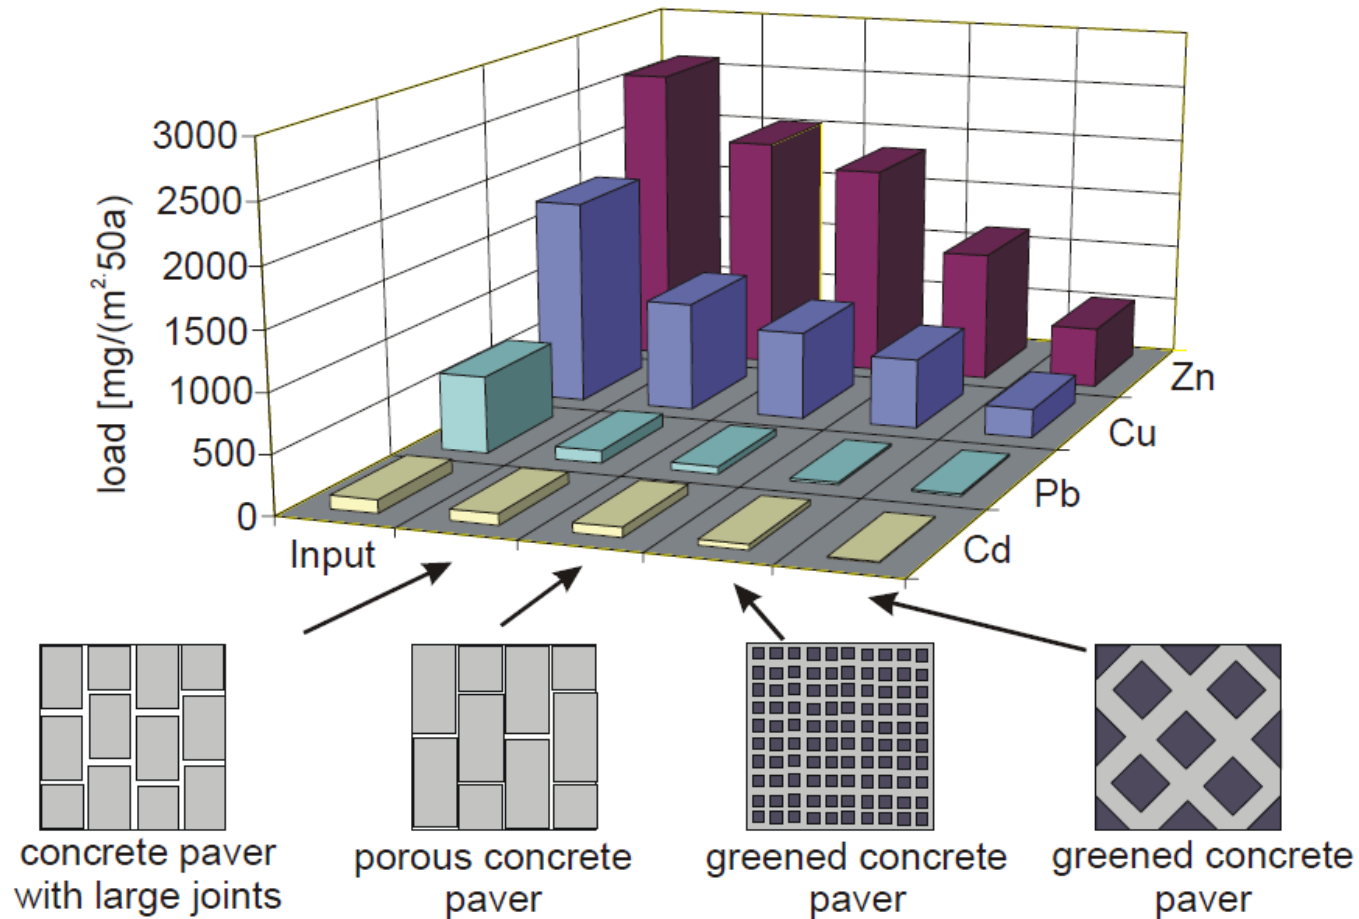 3000
2500
2000
1500
1000
500
0
load [mg/(m²·50a)
Input
Zn
Cu
Pb
Cd
concrete paver
with large joints
porous concrete
paver
greened concrete
paver
greened concrete
paver